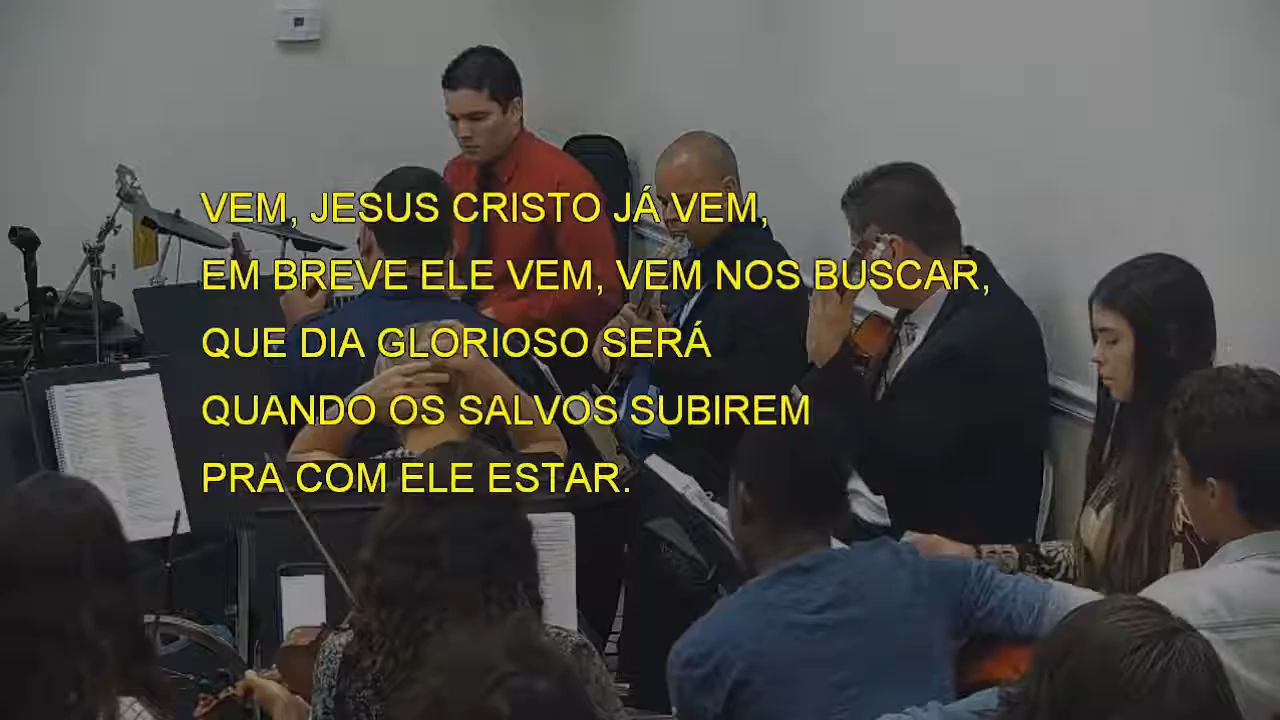 VEM, JESUS CRISTO JÁ VEM,
EM BREVE ELE VEM, VEM NOS BUSCAR,
QUE DIA GLORIOSO SERÁ
QUANDO OS SALVOS SUBIREM
PRA COM ELE ESTAR.